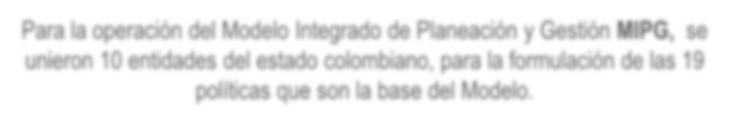 Para la operación del Modelo Integrado de Planeación y Gestión MIPG, se
unieron 10 entidades del estado colombiano, para la formulación de las 19
políticas que son la base del Modelo.